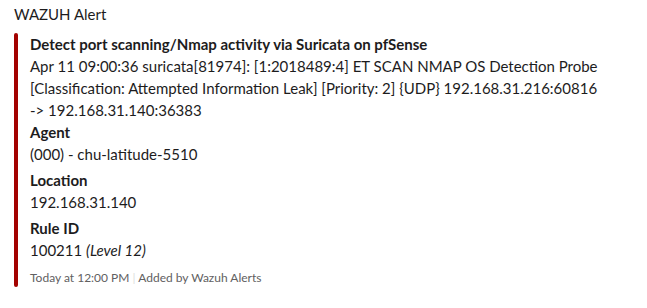 WAZUH Alert
Detect port scanning/Nmap activity via Suricata on pfSense
Apr 11 09:00:36 suricata[81974]: [1:2018489:4] ET SCAN NMAP OS Detection Probe
[Classification: Attempted Information Leak] [Priority: 2] {UDP} 192.168.31.216:60816
-> 192.168.31.140:36383
Agent
(000) - chu-latitude-5510
Location
192.168.31.140
Rule ID
100211 (Level 12)
Today at 12:00 PM | Added by Wazuh Alerts